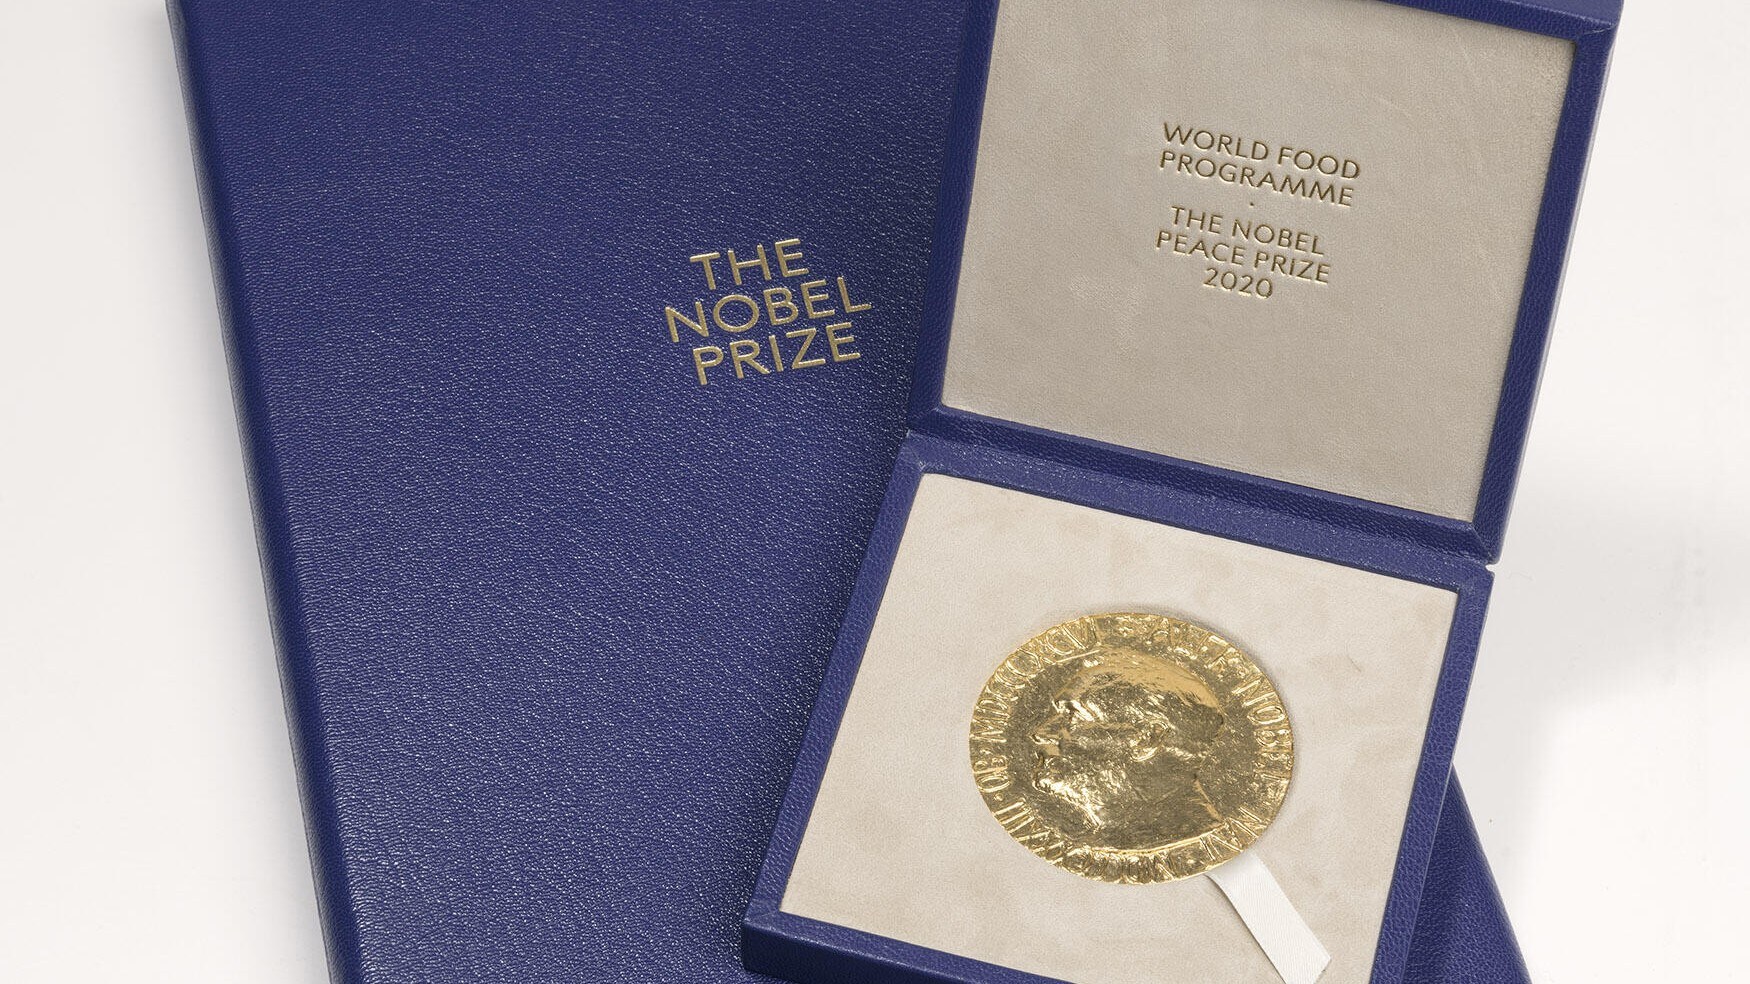 THE
NOBEL
PRIZE
WORLD FOOD
PROGRAMME
·
THE NOBEL
PEACE PRIZE
2020